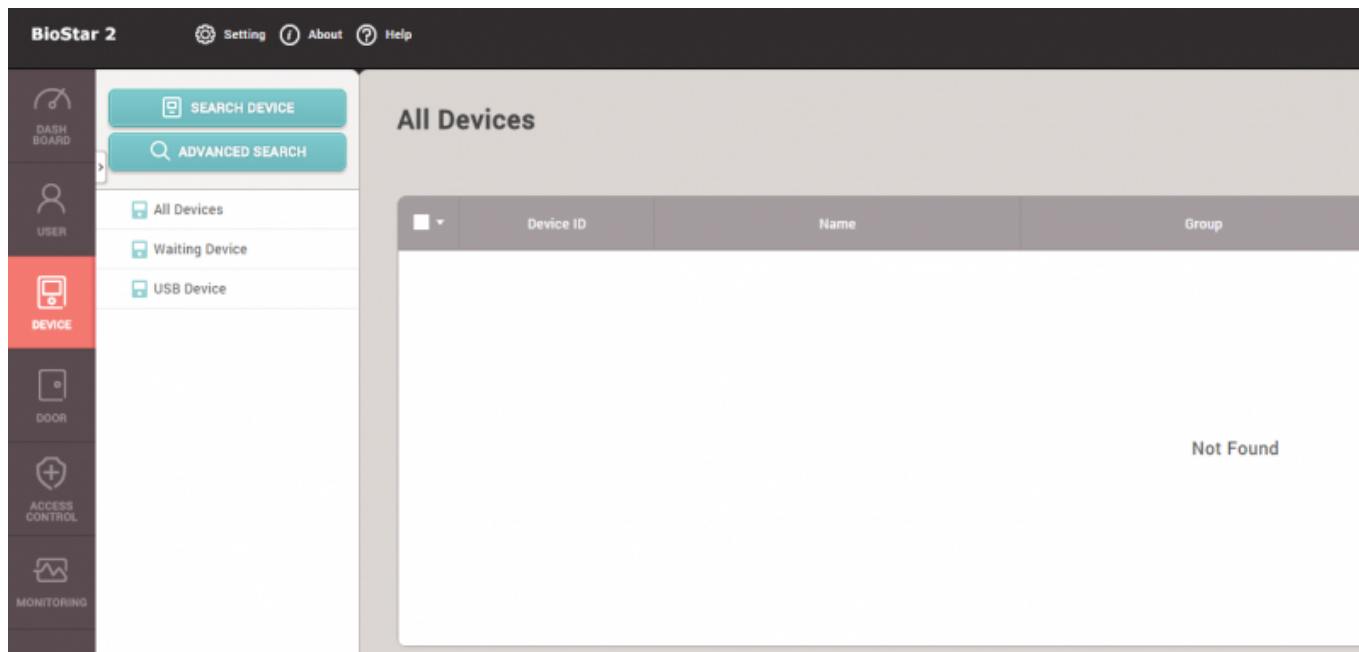 BioStar 2 Setting About Help
DASH
BOARD
USER
DEVICE
DOOR
ACCESS
CONTROL
MONITORING
SEARCH DEVICE
ADVANCED SEARCH
All Devices
Waiting Device
USB Device
All Devices
Device ID Name Group
Not Found